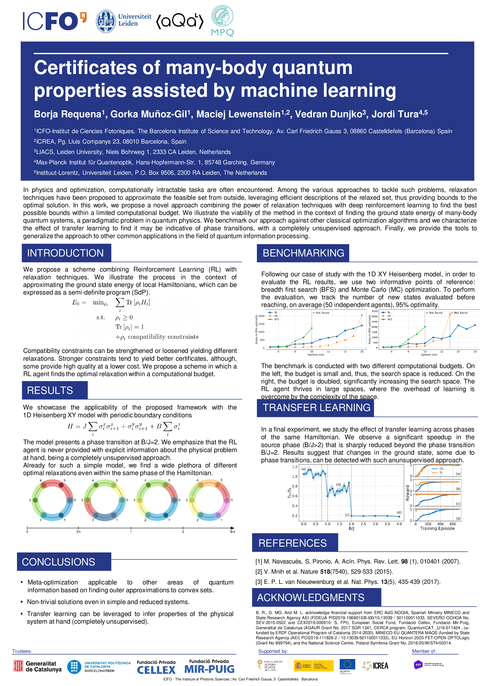 ICFO
Universiteit
Leiden
⟨aQa⟩
MPQ
Certificates of many-body quantum
properties assisted by machine learning
Borja Requena¹, Gorka Muñoz-Gil¹, Maciej Lewenstein¹,², Vedran Dunjko³, Jordi Tura⁴,⁵
¹ICFO-Institut de Ciencies Fotoniques, The Barcelona Institute of Science and Technology, Av. Carl Friedrich Gauss 3, 08860 Castelldefels (Barcelona) Spain
²ICREA, Pg. Lluis Companys 23, 08010 Barcelona, Spain
³LIACS, Leiden University, Niels Bohrweg 1, 2333 CA Leiden, Netherlands
⁴Max-Planck Institut für Quantenoptik, Hans-Hopfermann-Str. 1, 85748 Garching, Germany
⁵Instituut-Lorentz, Universiteit Leiden, P.O. Box 9506, 2300 RA Leiden, The Netherlands
In physics and optimization, computationally intractable tasks are often encountered. Among the various approaches to tackle such problems, relaxation
techniques have been proposed to approximate the feasible set from outside, leveraging efficient descriptions of the relaxed set, thus providing bounds to the
optimal solution. In this work, we propose a novel approach combining the power of relaxation techniques with deep reinforcement learning to find the best
possible bounds within a limited computational budget. We illustrate the viability of the method in the context of finding the ground state energy of many-body
quantum systems, a paradigmatic problem in quantum physics. We benchmark our approach against other classical optimization algorithms and we characterize
the effect of transfer learning to find it may be indicative of phase transitions, with a completely unsupervised approach. Finally, we provide the tools to
generalize the approach to other common applications in the field of quantum information processing.
INTRODUCTION
We propose a scheme combining Reinforcement Learning (RL) with
relaxation techniques. We illustrate the process in the context of
approximating the ground state energy of local Hamiltonians, which can be
expressed as a semi-definite program (SdP).
E₀ = min ρᵢ Σᵢ Tr [ρᵢHᵢ]
s.t. ρᵢ ≥ 0
Tr [ρᵢ] = 1
+ρᵢ compatibility constraints
Compatibility constraints can be strengthened or loosened yielding different
relaxations. Stronger constraints tend to yield better certificates, although,
some provide high quality at a lower cost. We propose a scheme in which a
RL agent finds the optimal relaxation within a computational budget.
RESULTS
We showcase the applicability of the proposed framework with the
1D Heisenberg XY model with periodic boundary conditions
H = J Σᵢ σᵢˣσᵢ₊₁ˣ + σᵢʸσᵢ₊₁ʸ + B Σᵢ σᵢᶻ
The model presents a phase transition at B/J=2. We emphasize that the RL
agent is never provided with explicit information about the physical problem
at hand, being a completely unsupervised approach.
Already for such a simple model, we find a wide plethora of different
optimal relaxations even within the same phase of the Hamiltonian.
CONCLUSIONS
• Meta-optimization applicable to other areas of quantum
information based on finding outer approximations to convex sets.
• Non-trivial solutions even in simple and reduced systems.
• Transfer learning can be leveraged to infer properties of the physical
system at hand (completely unsupervised).
BENCHMARKING
Following our case of study with the 1D XY Heisenberg model, in order to
evaluate the RL results, we use two informative points of reference:
breadth first search (BFS) and Monte Carlo (MC) optimization. To perform
the evaluation, we track the number of new states evaluated before
reaching, on average (50 independent agents), 95% optimality.
The benchmark is conducted with two different computational budgets. On
the left, the budget is small and, thus, the search space is reduced. On the
right, the budget is doubled, significantly increasing the search space. The
RL agent thrives in large spaces, where the overhead of learning is
overcome by the complexity of the space.
TRANSFER LEARNING
In a final experiment, we study the effect of transfer learning across phases
of the same Hamiltonian. We observe a significant speedup in the
source phase (B/J>2) that is sharply reduced beyond the phase transition
B/J=2. Results suggest that changes in the ground state, some due to
phase transitions, can be detected with such anunsupervised approach.
0.0 0.5 1.0 1.5 2.0 2.5 3.0
B/J
Training Episode
REFERENCES
[1] M. Navascués, S. Pironio, A. Acín. Phys. Rev. Lett. 98 (1), 010401 (2007).
[2] V. Mnih et al. Nature 518(7540), 529-533 (2015).
[3] E. P. L. van Nieuwenburg et al. Nat. Phys. 13(5), 435-439 (2017).
ACKNOWLEDGMENTS
Trustees:
Generalitat
de Catalunya
UNIVERSITAT POLITÈCNICA
DE CATALUNYA
BARCELONATECH
Fundació Privada
CELLEX
Fundació Privada
MIR-PUIG
Supported by:
ICREA
Member of:
ICFO - The Institute of Photonic Sciences | Av. Carl Friedrich Gauss, 3 · Castelldefels · Barcelona